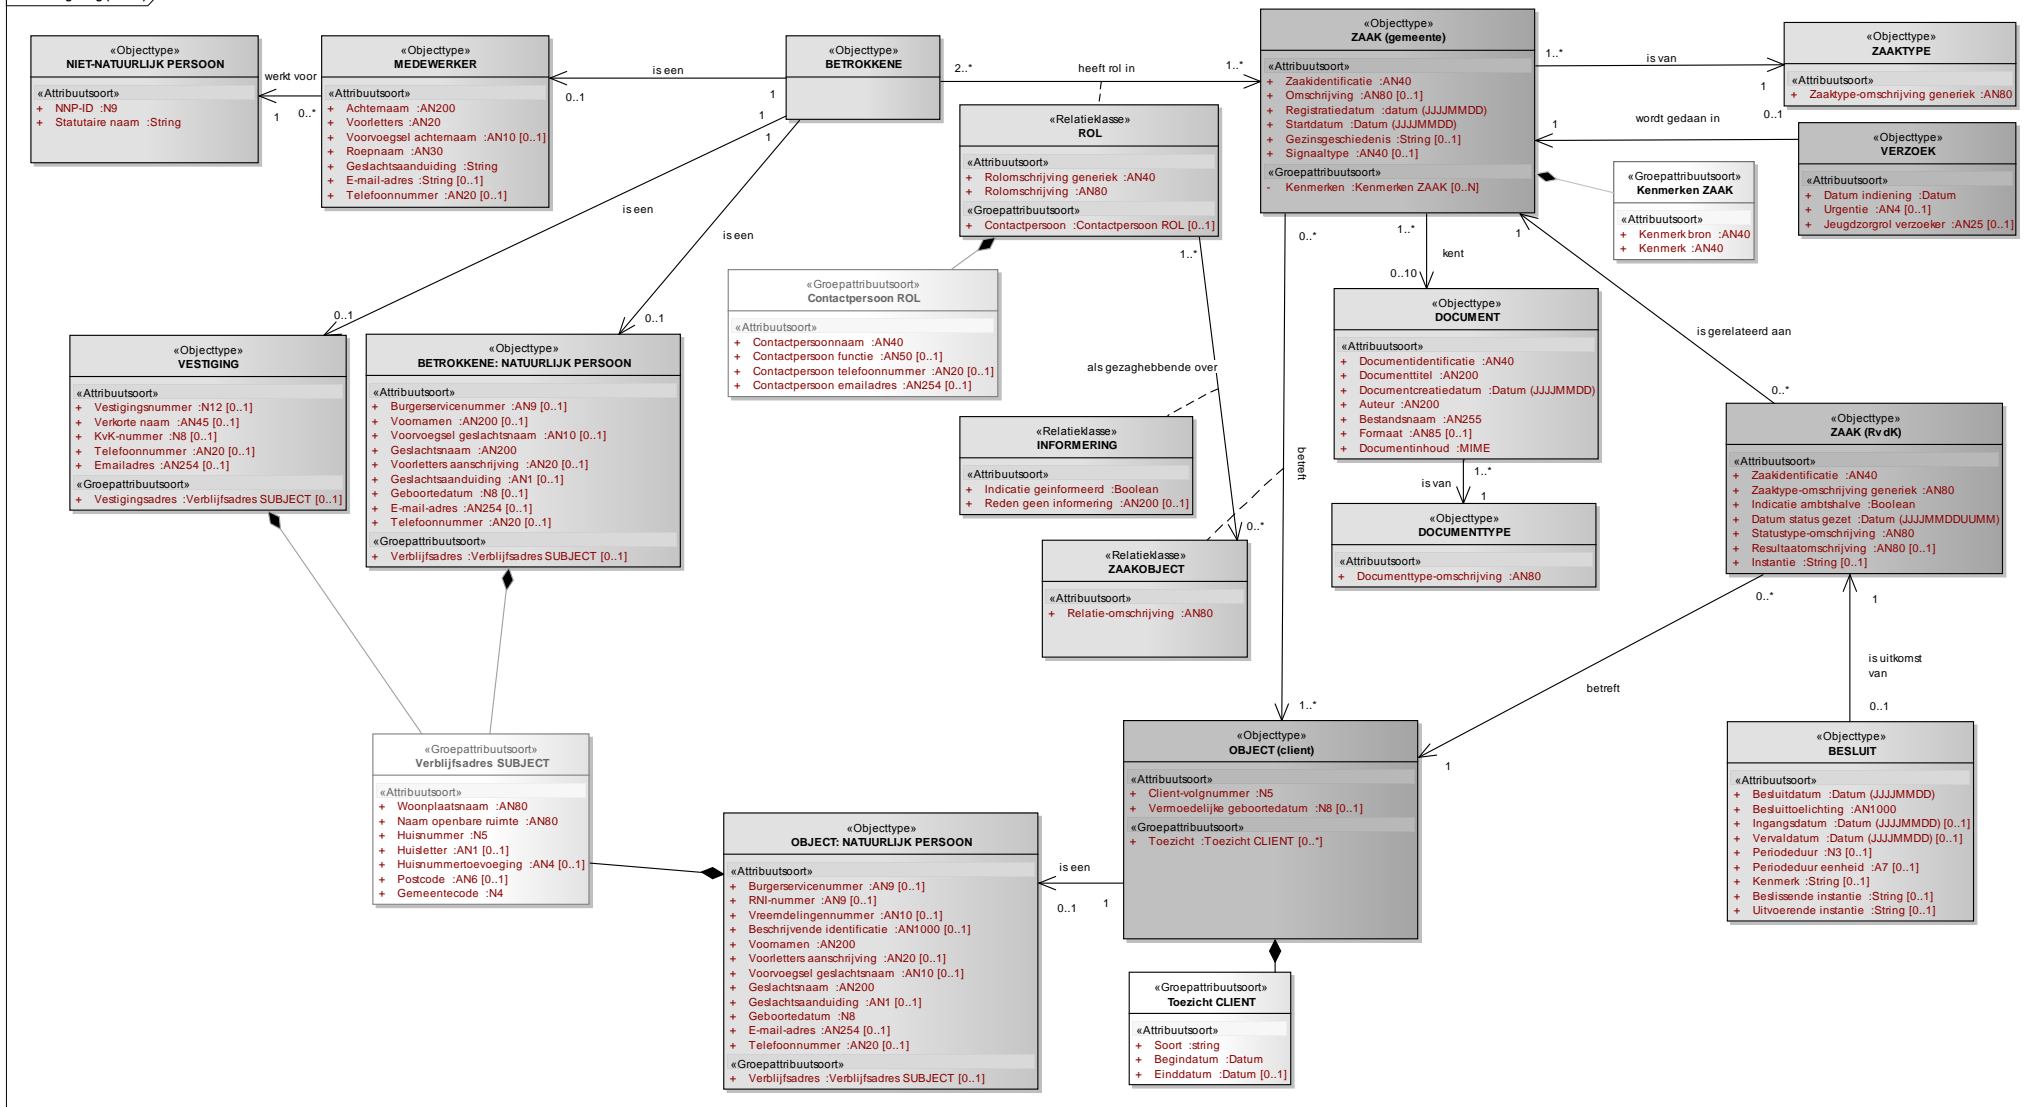 «Objecttype»
NIET-NATUURLIJK PERSOON
«Attribuutsoort»
+ NNP-ID :N9
+ Statutaire naam :String
werkt voor
1
0..*
«Objecttype»
MEDEWERKER
«Attribuutsoort»
+ Achternaam :AN200
+ Voorletters :AN20
+ Voorvoegsel achternaam :AN10 [0..1]
+ Roepnaam :AN30
+ Geslachtsaanduiding :String
+ E-mail-adres :String [0..1]
+ Telefoonnummer :AN20 [0..1]
is een
0..1
1
«Objecttype»
BETROKKENE
2..*
heeft rol in
1..*
1
1
is een
is een
0..1
0..1
«Relatieklasse»
ROL
«Attribuutsoort»
+ Rolomschrijving generiek :AN40
+ Rolomschrijving :AN80
«Groepattribuutsoort»
+ Contactpersoon :Contactpersoon ROL [0..1]
«Objecttype»
ZAAK (gemeente)
«Attribuutsoort»
+ Zaakidentificatie :AN40
+ Omschrijving :AN80 [0..1]
+ Registratiedatum :datum (JJJJMMDD)
+ Startdatum :Datum (JJJJMMDD)
+ Gezinsgeschiedenis :String [0..1]
+ Signaaltype :AN40 [0..1]
«Groepattribuutsoort»
- Kenmerken :Kenmerken ZAAK [0..N]
1..*
is van
1
«Objecttype»
ZAAKTYPE
«Attribuutsoort»
+ Zaaktype-omschrijving generiek :AN80
1
wordt gedaan in
0..1
«Objecttype»
VERZOEK
«Attribuutsoort»
+ Datum indiening :Datum
+ Urgentie :AN4 [0..1]
+ Jeugdzorgrol verzoeker :AN25 [0..1]
«Groepattribuutsoort»
Kenmerken ZAAK
«Attribuutsoort»
+ Kenmerk bron :AN40
+ Kenmerk :AN40
«Groepattribuutsoort»
Contactpersoon ROL
«Attribuutsoort»
+ Contactpersoonnaam :AN40
+ Contactpersoon functie :AN50 [0..1]
+ Contactpersoon telefoonnummer :AN20 [0..1]
+ Contactpersoon emailadres :AN254 [0..1]
1..*
als gezaghebbende over
0..*
0..*
betreft
1..*
1..*
kent
0..10
1
is gerelateerd aan
0..*
«Objecttype»
DOCUMENT
«Attribuutsoort»
+ Documentidentificatie :AN40
+ Documenttitel :AN200
+ Documentcreatiedatum :Datum (JJJJMMDD)
+ Auteur :AN200
+ Bestandsnaam :AN255
+ Formaat :AN85 [0..1]
+ Documentinhoud :MIME
1..*
is van
1
«Objecttype»
DOCUMENTTYPE
«Attribuutsoort»
+ Documenttype-omschrijving :AN80
«Objecttype»
VESTIGING
«Attribuutsoort»
+ Vestigingsnummer :N12 [0..1]
+ Verkorte naam :AN45 [0..1]
+ KvK-nummer :N8 [0..1]
+ Telefoonnummer :AN20 [0..1]
+ Emailadres :AN254 [0..1]
«Groepattribuutsoort»
+ Vestigingsadres :Verblijfsadres SUBJECT [0..1]
«Objecttype»
BETROKKENE: NATUURLIJK PERSOON
«Attribuutsoort»
+ Burgerservicenummer :AN9 [0..1]
+ Voornamen :AN200 [0..1]
+ Voorvoegsel geslachtsnaam :AN10 [0..1]
+ Geslachtsnaam :AN200
+ Voorletters aanschrijving :AN20 [0..1]
+ Geslachtsaanduiding :AN1 [0..1]
+ Geboortedatum :N8 [0..1]
+ E-mail-adres :AN254 [0..1]
+ Telefoonnummer :AN20 [0..1]
«Groepattribuutsoort»
+ Verblijfsadres :Verblijfsadres SUBJECT [0..1]
«Relatieklasse»
INFORMERING
«Attribuutsoort»
+ Indicatie geinformeerd :Boolean
+ Reden geen informering :AN200 [0..1]
«Relatieklasse»
ZAAKOBJECT
«Attribuutsoort»
+ Relatie-omschrijving :AN80
«Objecttype»
ZAAK (RvdK)
«Attribuutsoort»
+ Zaakidentificatie :AN40
+ Zaaktype-omschrijving generiek :AN80
+ Indicatie ambtshalve :Boolean
+ Datum status gezet :Datum (JJJJMMDDUUMM)
+ Statustype-omschrijving :AN80
+ Resultaatomschrijving :AN80 [0..1]
+ Instantie :String [0..1]
0..*
betreft
1
1
is uitkomst
van
0..1
«Objecttype»
BESLUIT
«Attribuutsoort»
+ Besluitdatum :Datum (JJJJMMDD)
+ Besluittoelichting :AN1000
+ Ingangsdatum :Datum (JJJJMMDD) [0..1]
+ Vervaldatum :Datum (JJJJMMDD) [0..1]
+ Periodeduur :N3 [0..1]
+ Periodeduur eenheid :A7 [0..1]
+ Kenmerk :String [0..1]
+ Beslissende instantie :String [0..1]
+ Uitvoerende instantie :String [0..1]
«Groepattribuutsoort»
Verblijfsadres SUBJECT
«Attribuutsoort»
+ Woonplaatsnaam :AN80
+ Naam openbare ruimte :AN80
+ Huisnummer :N5
+ Huisletter :AN1 [0..1]
+ Huisnummertoevoeging :AN4 [0..1]
+ Postcode :AN6 [0..1]
+ Gemeentecode :N4
«Objecttype»
OBJECT: NATUURLIJK PERSOON
«Attribuutsoort»
+ Burgerservicenummer :AN9 [0..1]
+ RNI-nummer :AN9 [0..1]
+ Vreemdelingennummer :AN10 [0..1]
+ Beschrijvende identificatie :AN1000 [0..1]
+ Voornamen :AN200
+ Voorletters aanschrijving :AN20 [0..1]
+ Voorvoegsel geslachtsnaam :AN10 [0..1]
+ Geslachtsnaam :AN200
+ Geslachtsaanduiding :AN1 [0..1]
+ Geboortedatum :N8
+ E-mail-adres :AN254 [0..1]
+ Telefoonnummer :AN20 [0..1]
«Groepattribuutsoort»
+ Verblijfsadres :Verblijfsadres SUBJECT [0..1]
is een
0..1
1
«Objecttype»
OBJECT (client)
«Attribuutsoort»
+ Client-volgnummer :N5
+ Vermoedelijke geboortedatum :N8 [0..1]
«Groepattribuutsoort»
+ Toezicht :Toezicht CLIENT [0..*]
«Groepattribuutsoort»
Toezicht CLIENT
«Attribuutsoort»
+ Soort :string
+ Begindatum :Datum
+ Einddatum :Datum [0..1]